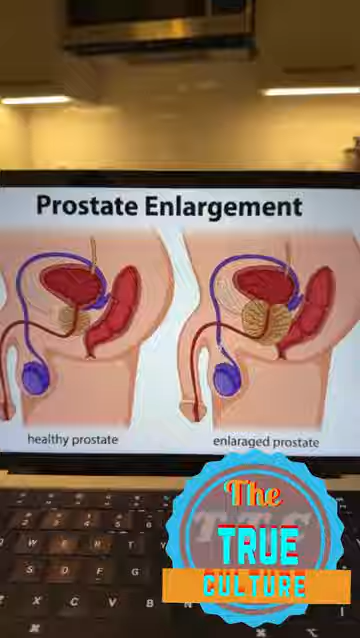 Prostate Enlargement
healthy prostate
enlaraged prostate
The
TRUE
CULTURE
W E R T Y
S D F G
X C V B N